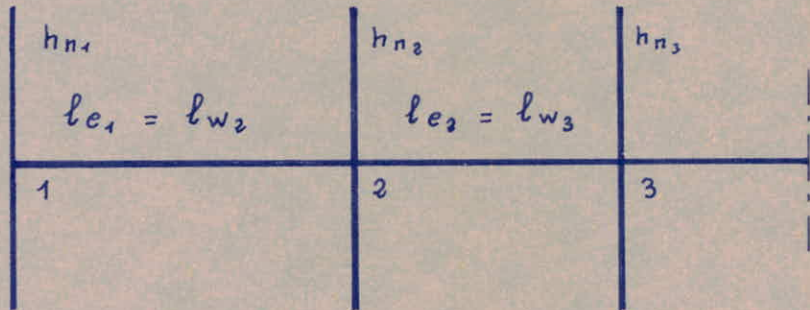 hn₁ hn₂ hn₃
le₁ = lw₂ le₂ = lw₃
1 2 3